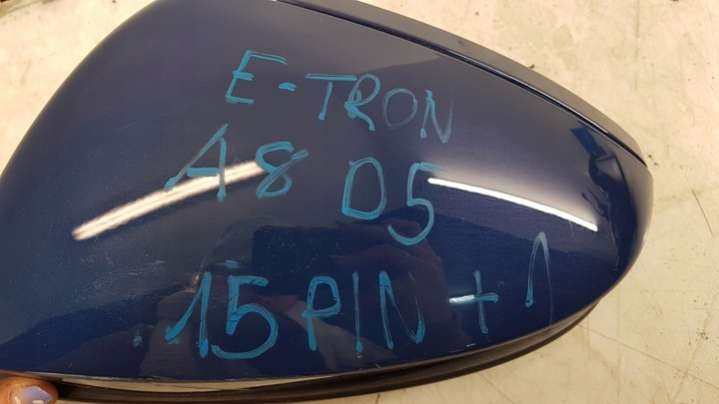 E-TRON
A8 D5
15 PIN + 1